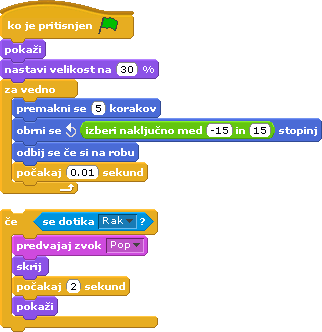 ko je pritisnjen
pokaži
nastavi velikost na 30 %
za vedno
premakni se 5 korakov
obrni se izberi naključno med -15 in 15 stopinj
odbij se če si na robu
počakaj 0.01 sekund
če se dotika Rak ?
predvajaj zvok Pop
skrij
počakaj 2 sekund
pokaži